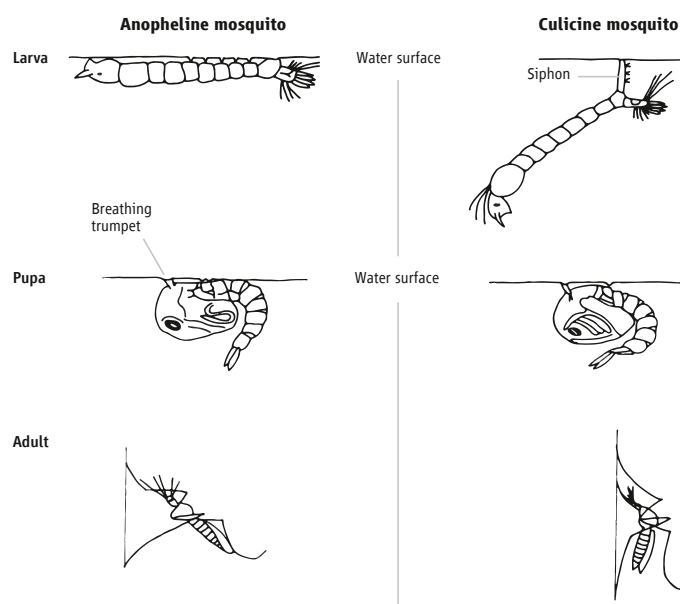 Anopheline mosquito
Culicine mosquito
Larva
Water surface
Siphon
Breathing
trumpet
Pupa
Water surface
Adult